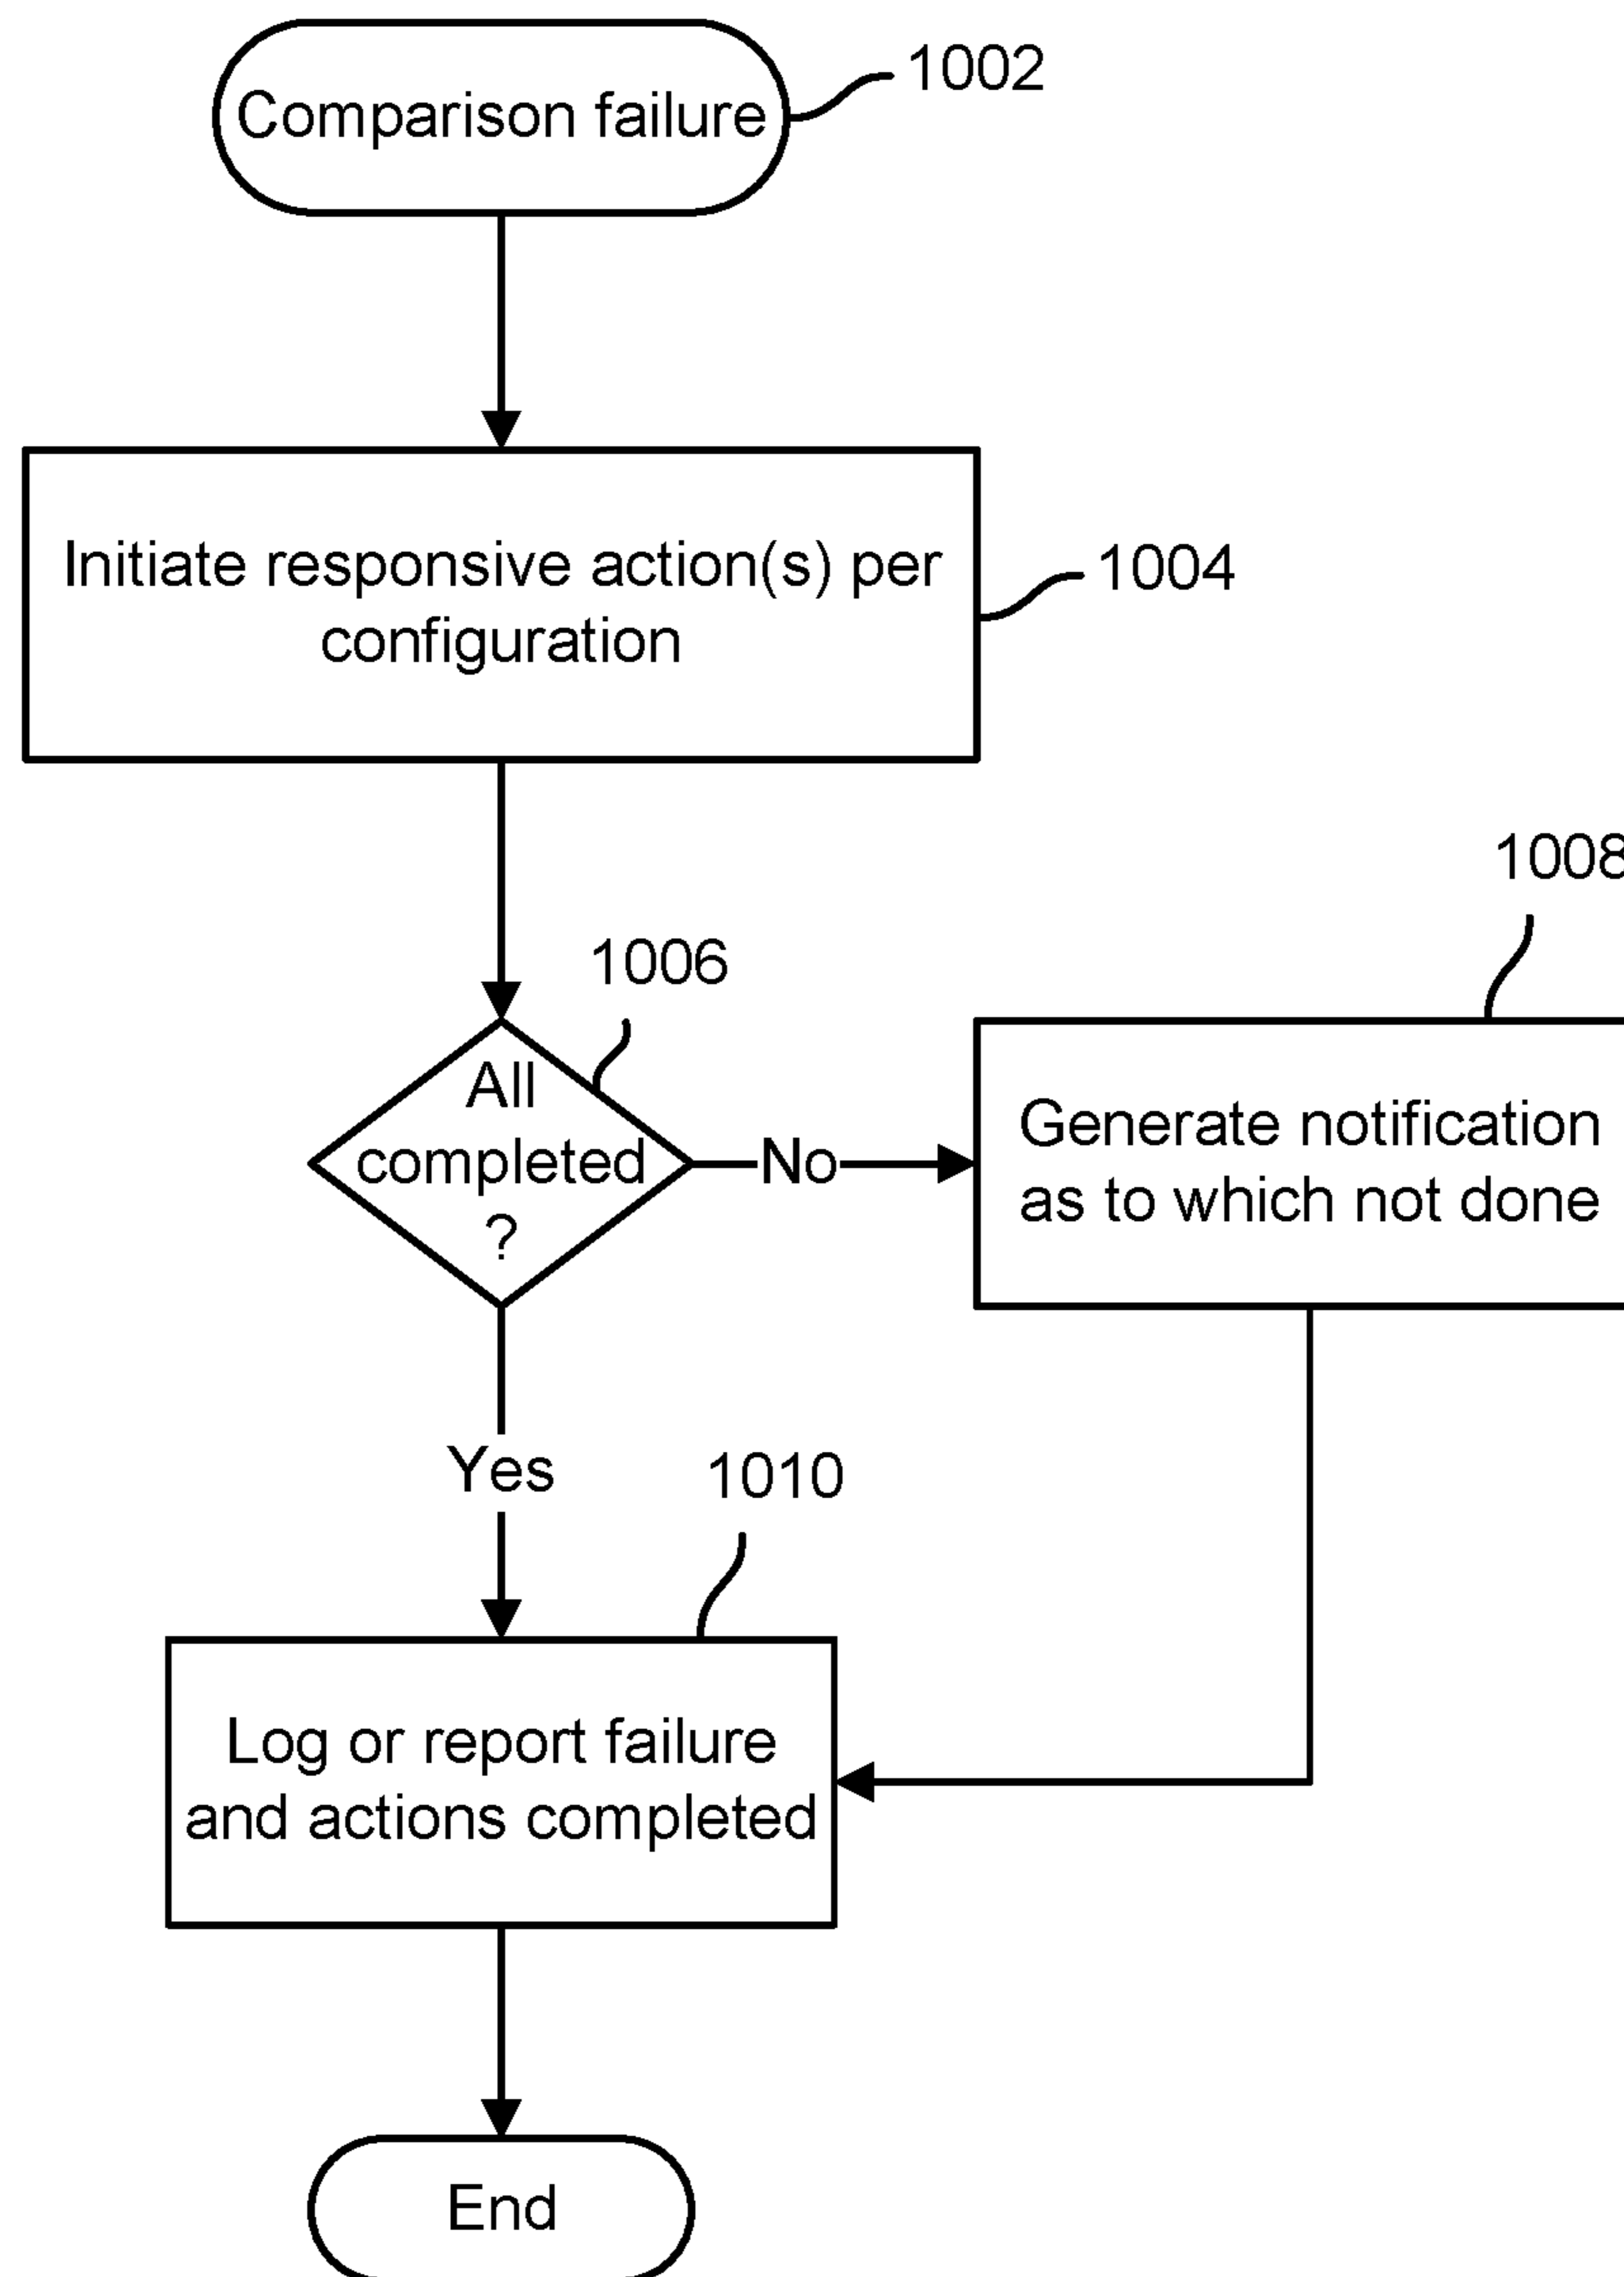 Comparison failure
1002
Initiate responsive action(s) per
configuration
1004
1006
1008
All
completed
?
No
Generate notification
as to which not done
Yes
1010
Log or report failure
and actions completed
End